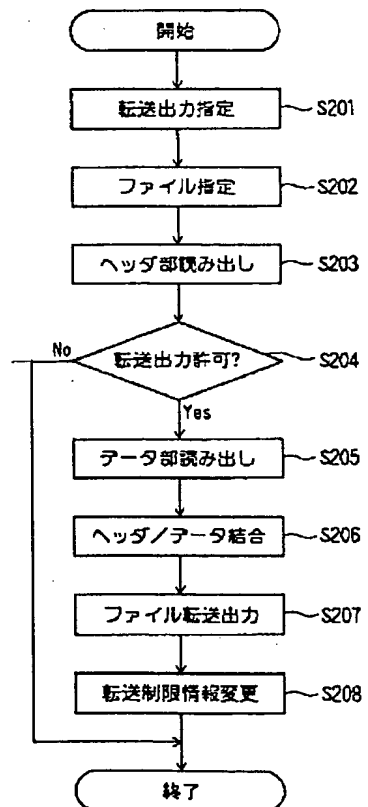 開始
転送出力指定 S201
ファイル指定 S202
ヘッダ部読み出し S203
転送出力許可? S204
No
Yes
データ部読み出し S205
ヘッダ/データ結合 S206
ファイル転送出力 S207
転送制限情報変更 S208
終了